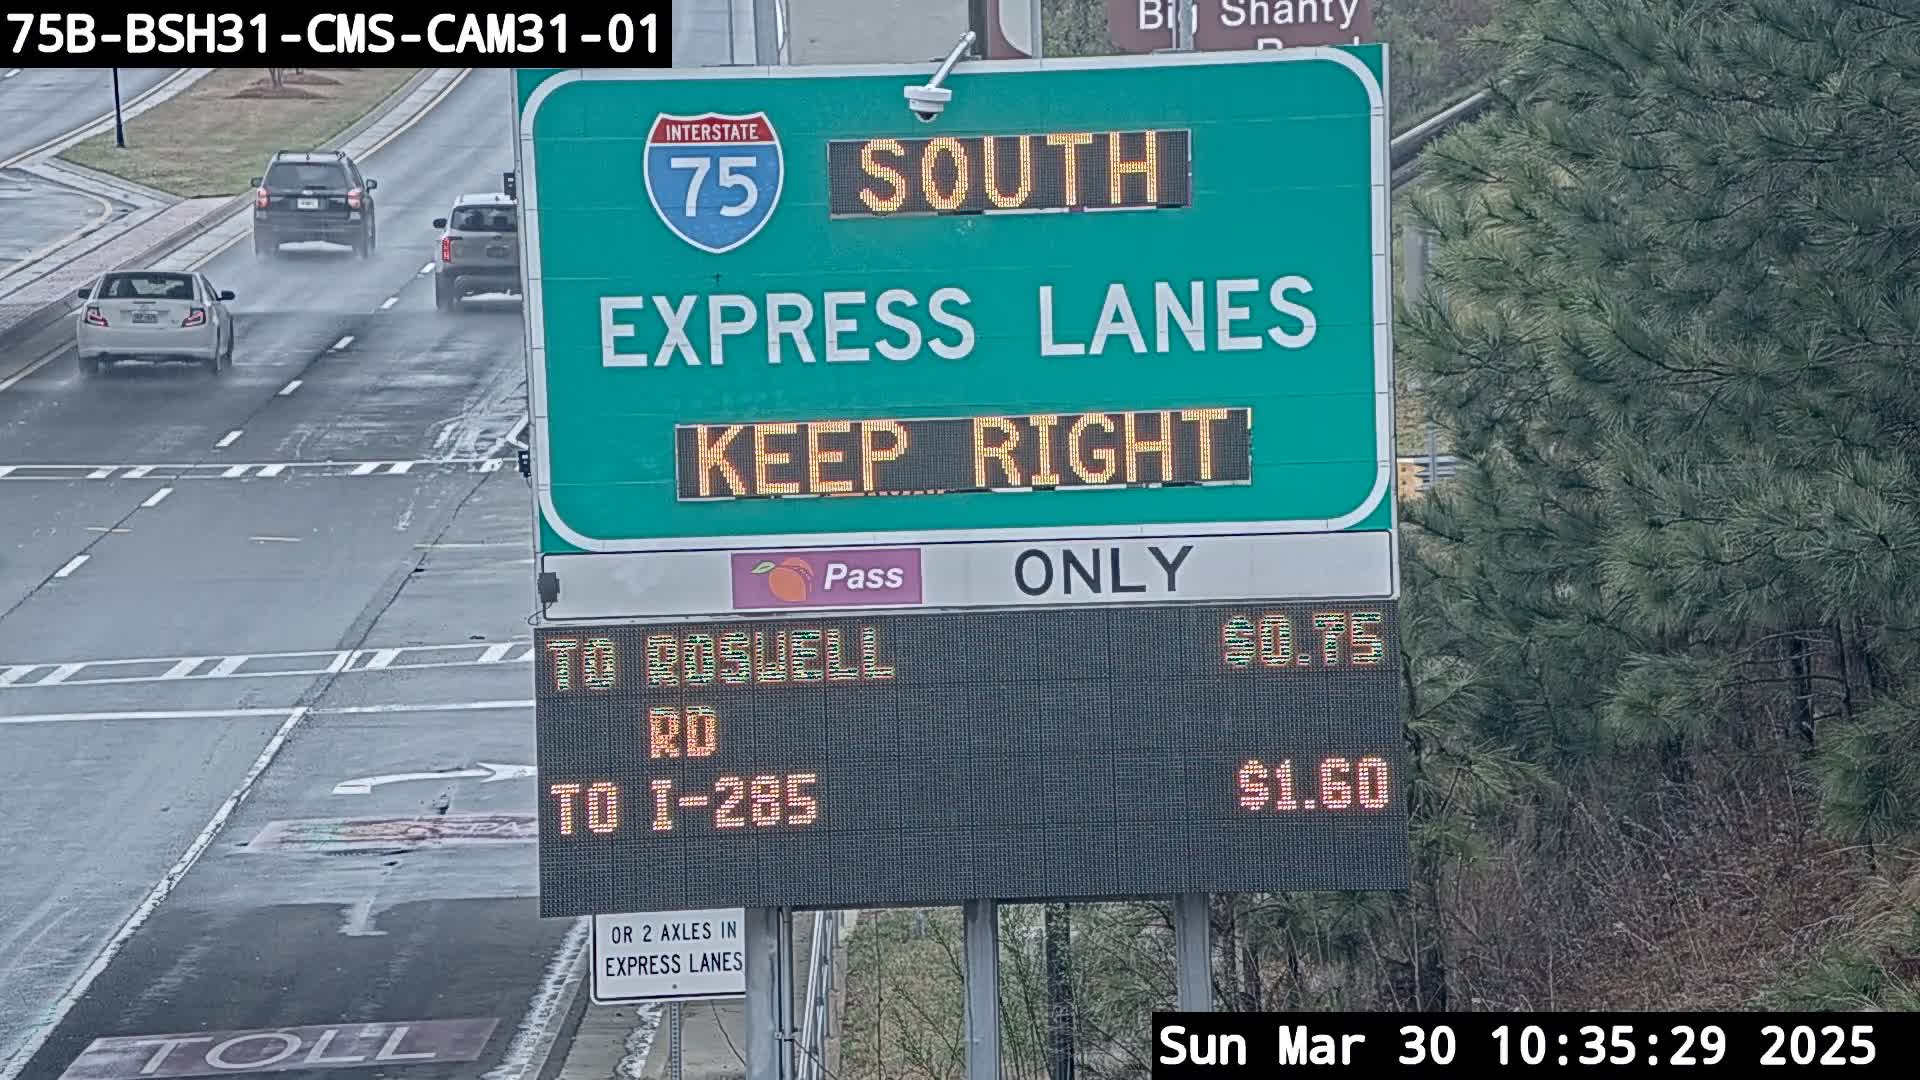 75B-BSH31-CMS-CAM31-01
Big Shanty
Road
INTERSTATE
75
SOUTH
EXPRESS LANES
KEEP RIGHT
Pass
ONLY
TO ROSWELL $0.75
RD
TO I-285 $1.60
OR 2 AXLES IN
EXPRESS LANES
TOLL
Sun Mar 30 10:35:29 2025